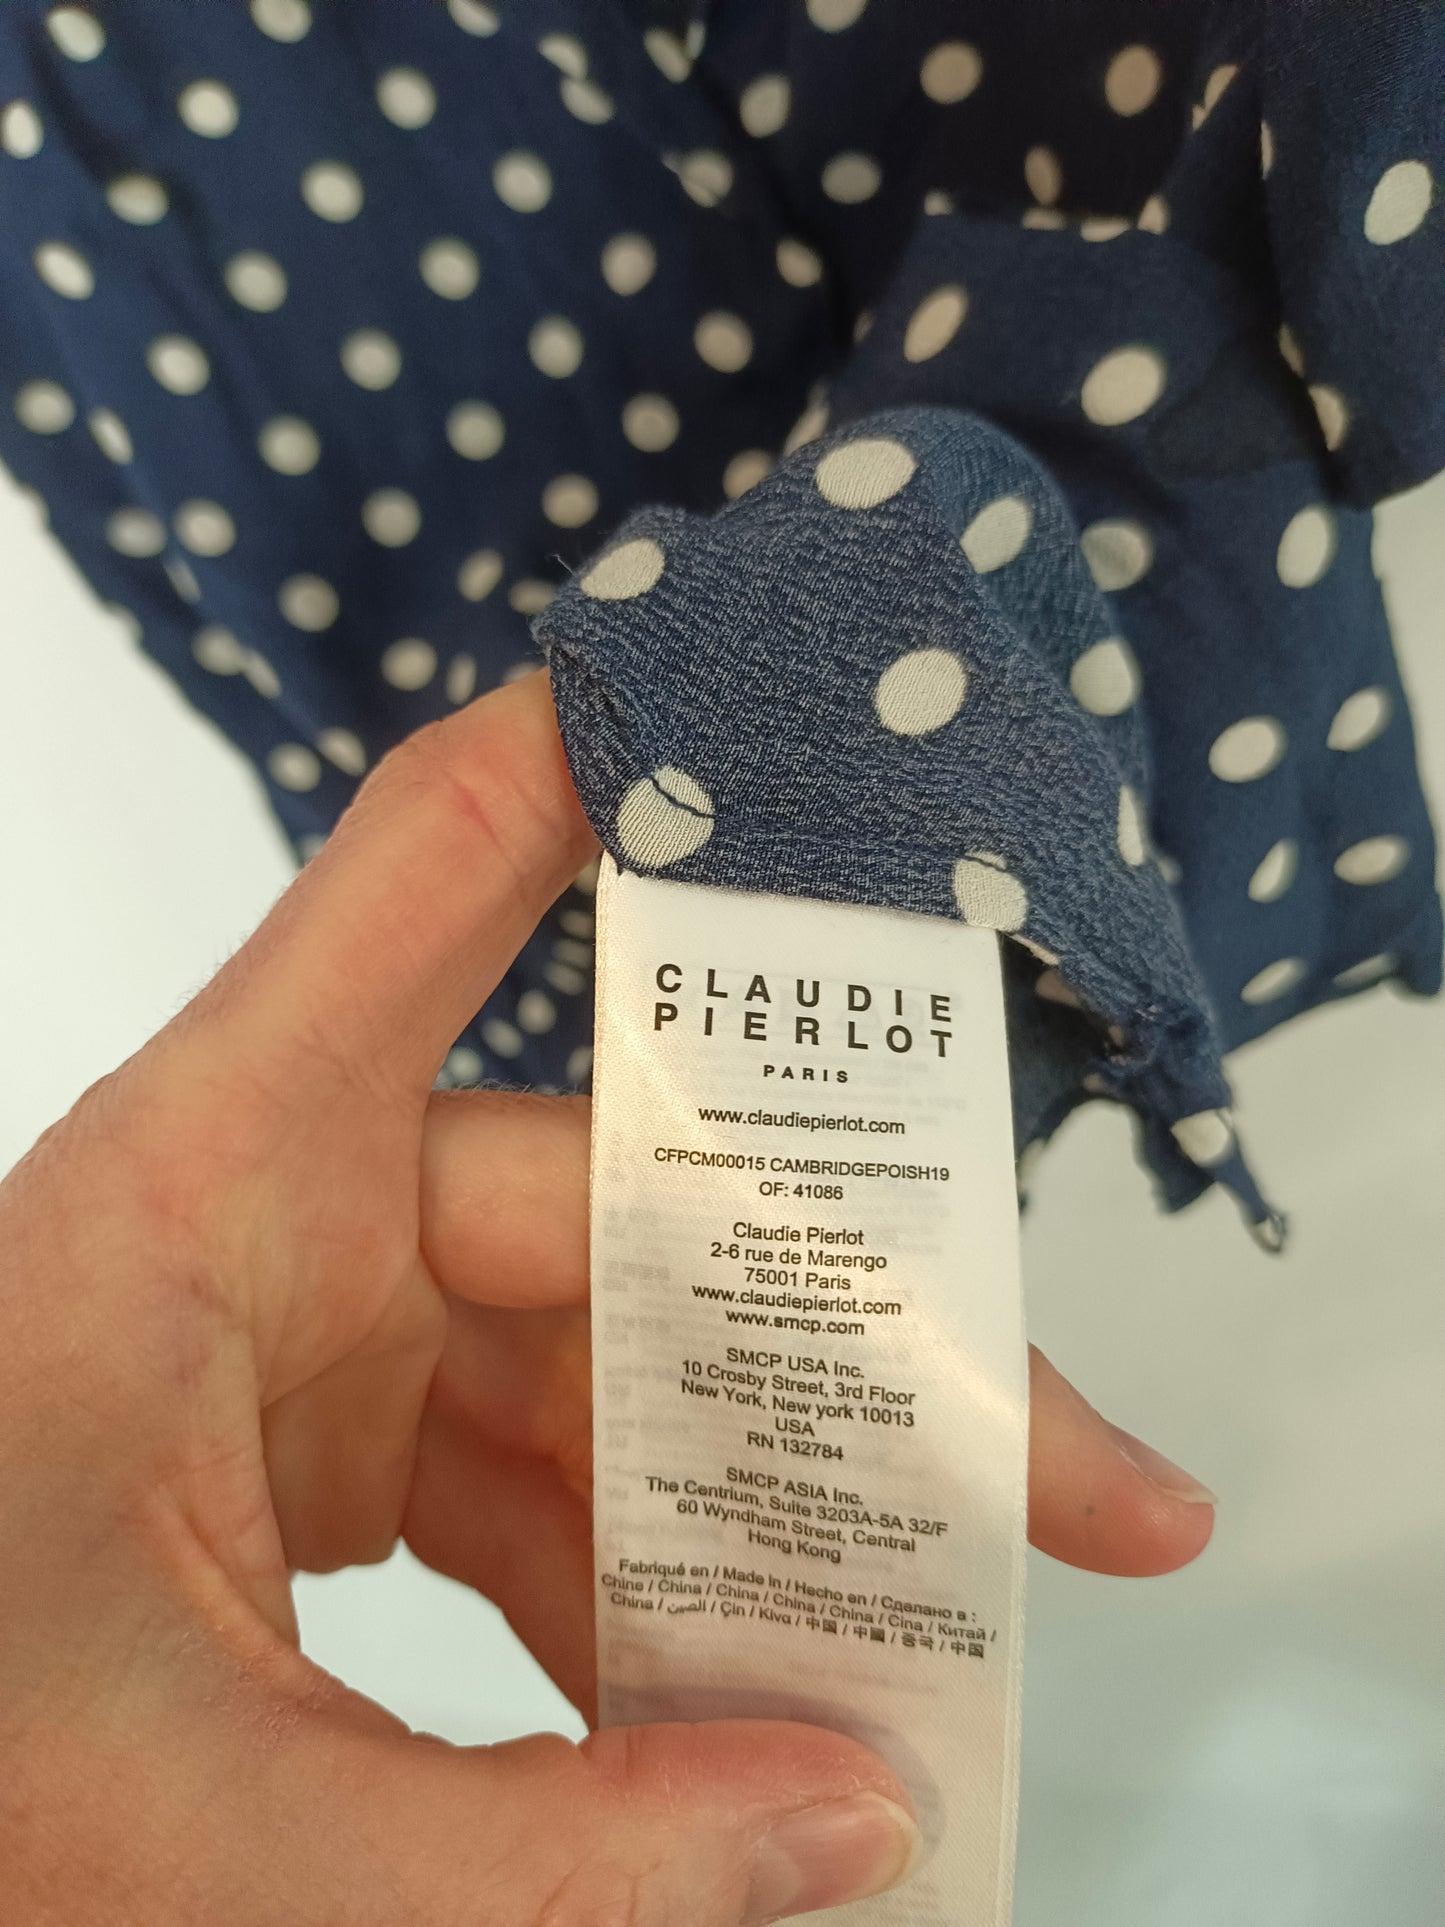 CLAUDIE
PIERLOT
PARIS
www.claudiepierlot.com
CFPCM00015 CAMBRIDGEPOISH19
OF: 41086
Claudie Pierlot
2-6 rue de Marengo
75001 Paris
www.claudiepierlot.com
www.smcp.com
SMCP USA Inc.
10 Crosby Street, 3rd Floor
New York, New york 10013
USA
RN 132784
SMCP ASIA Inc.
The Centrium, Suite 3203A-5A 32/F
60 Wyndham Street, Central
Hong Kong
Fabriqué en / Made in / Hecho en / Сделано в :
Chine / China / China / China / China / Cina / Китай /
China / الصين / Çin / Kίνα / 中国 / 中國 / 중국 / 中国